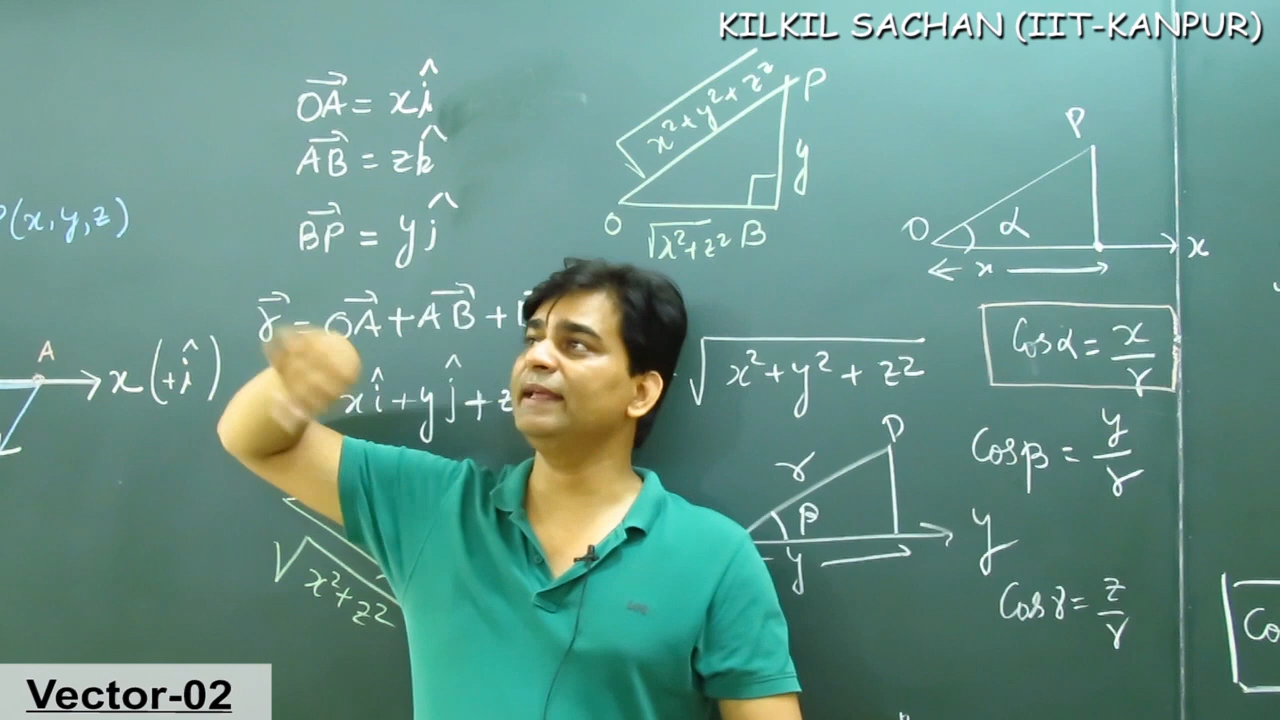 KILKIL SACHAN (IIT-KANPUR)
P(x,y,z)
A
x (+î)
→OA = xî
→AB = zk̂
→BP = yĵ
→r = →OA + →AB +
xî + yĵ + z
√x²+z²
√x²+y²+z²
P
y
O
√x²+z² B
P
O α x
x
√x²+y²+z²
Cosα = x/r
P
r
β
y y
Cosβ = y/r
Cosγ = z/r
Co
Vector-02